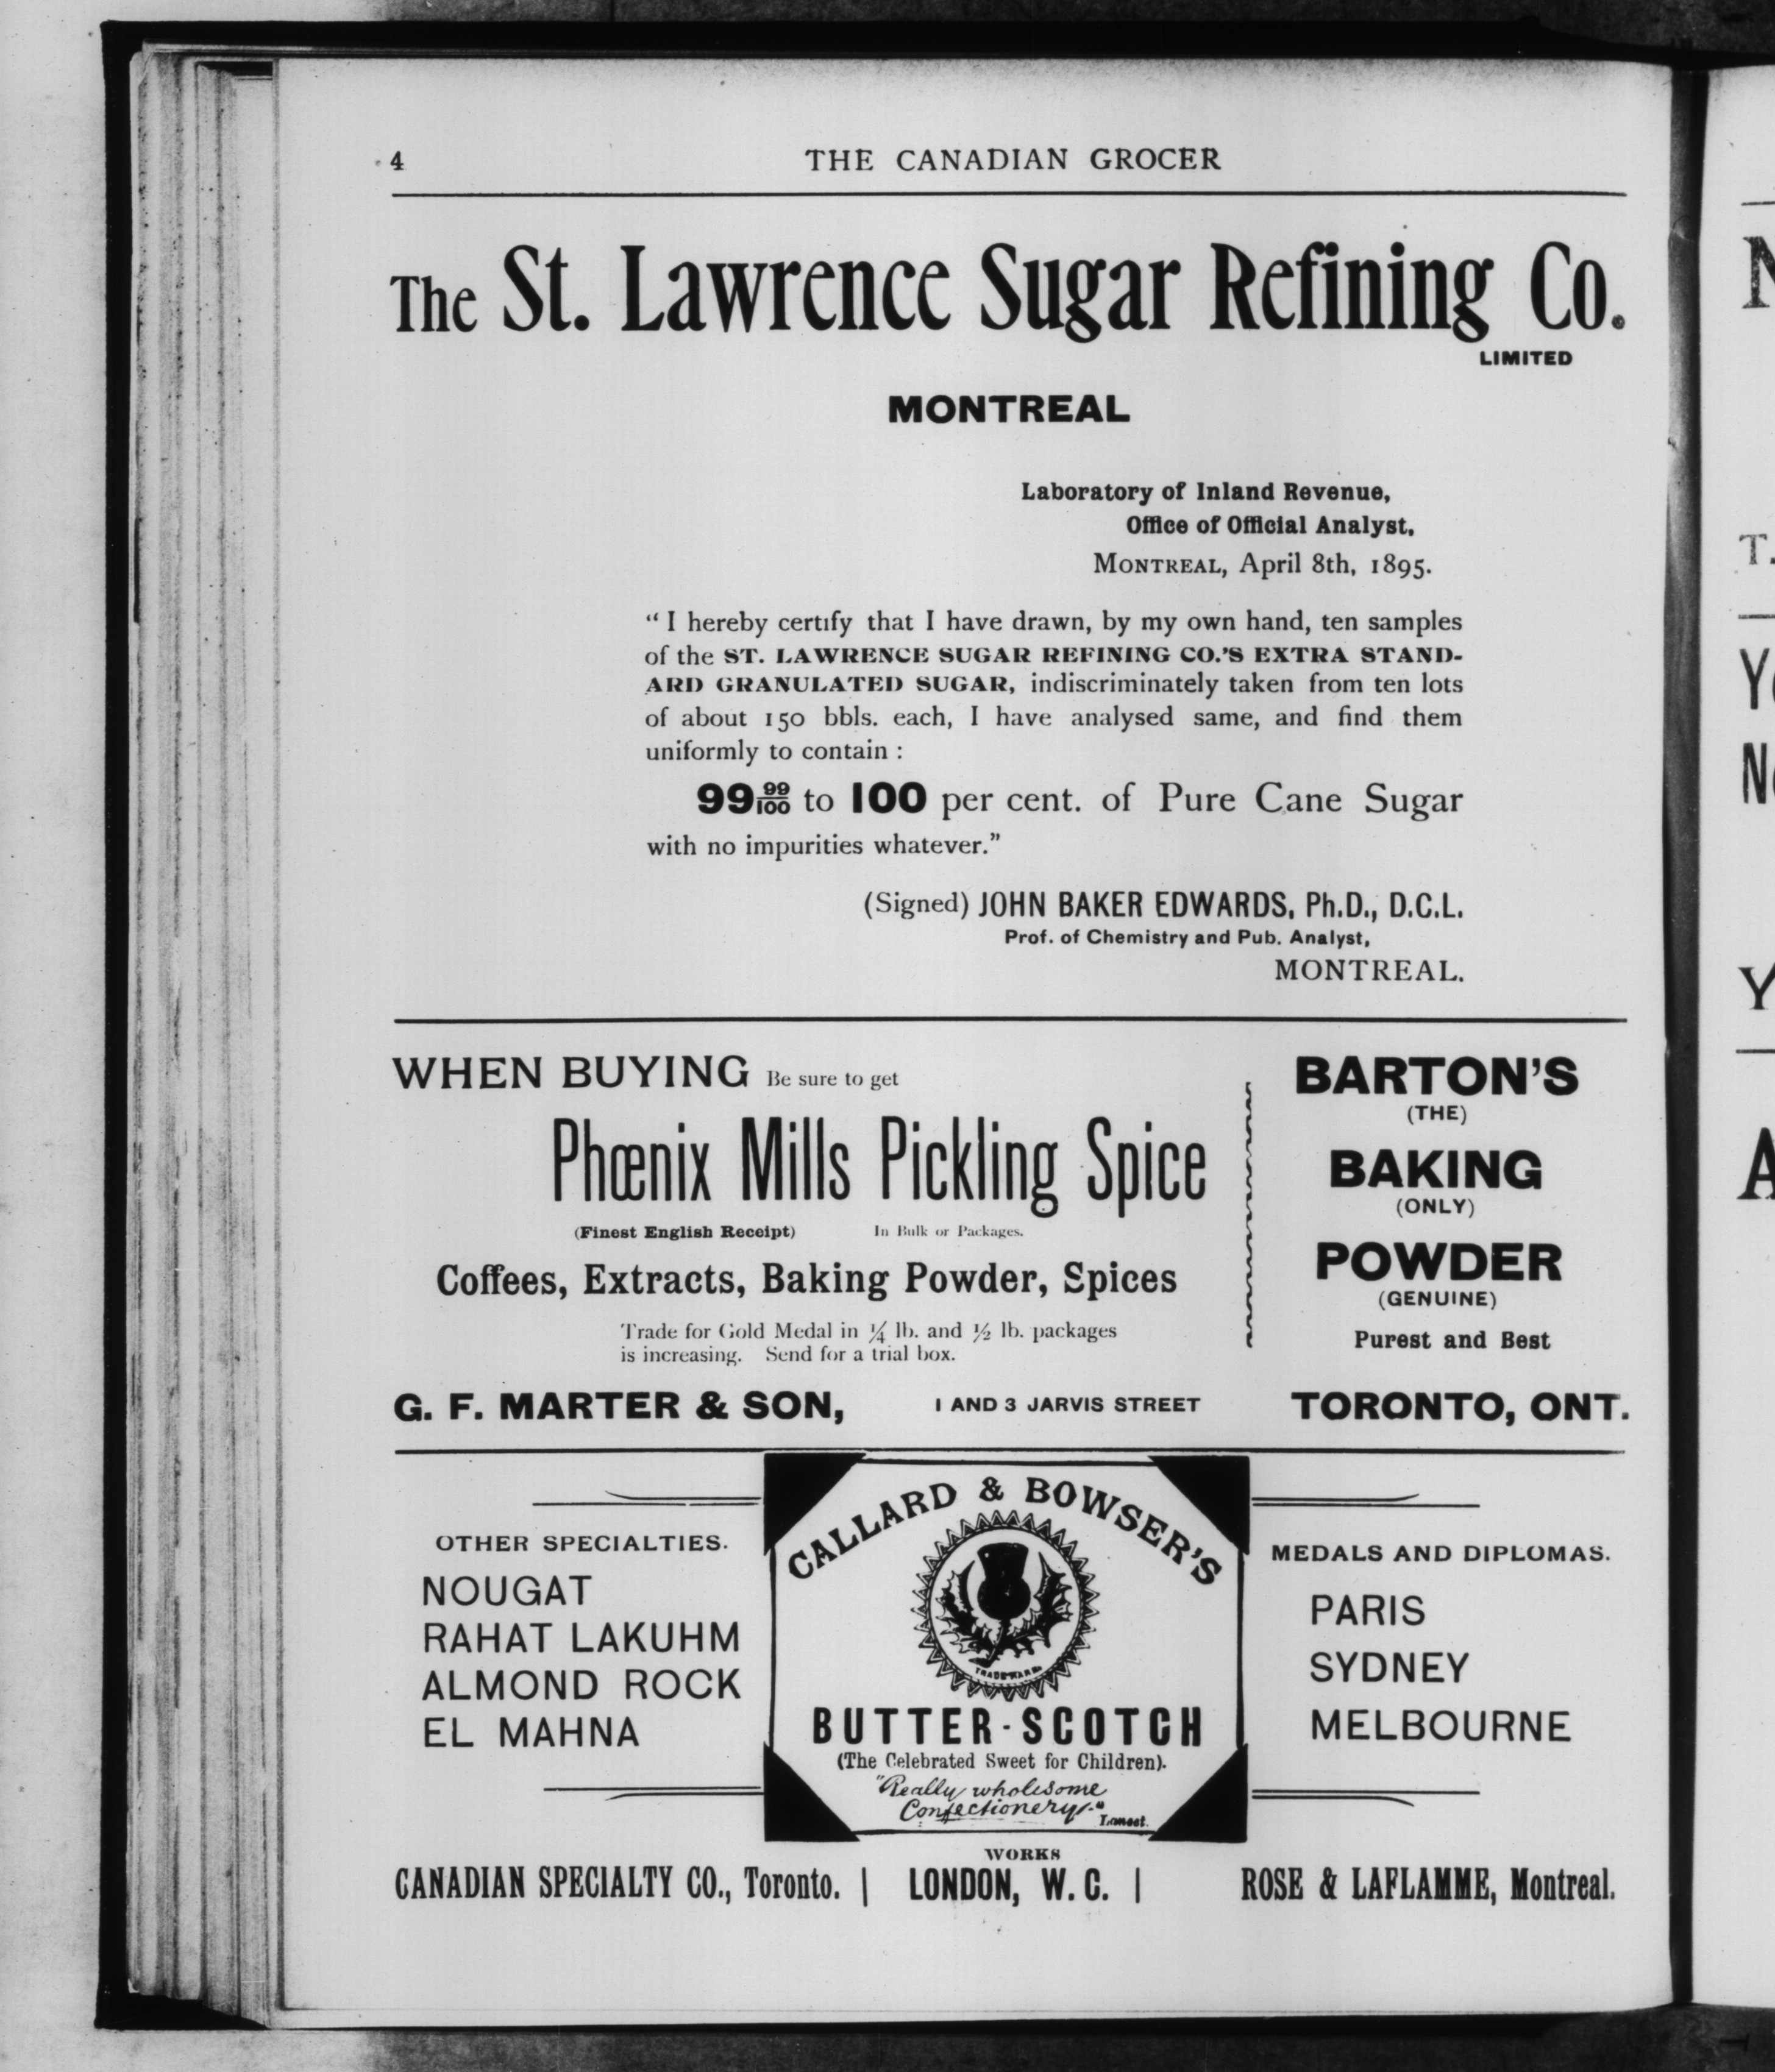 4
THE CANADIAN GROCER
The St. Lawrence Sugar Refining Co.
LIMITED
MONTREAL
Laboratory of Inland Revenue,
Office of Official Analyst,
MONTREAL, April 8th, 1895.
“ I hereby certify that I have drawn, by my own hand, ten samples
of the ST. LAWRENCE SUGAR REFINING CO.'S EXTRA STAND-
ARD GRANULATED SUGAR, indiscriminately taken from ten lots
of about 150 bbls. each, I have analysed same, and find them
uniformly to contain :
99 99/100 to 100 per cent. of Pure Cane Sugar
with no impurities whatever.”
(Signed) JOHN BAKER EDWARDS, Ph.D., D.C.L.
Prof. of Chemistry and Pub. Analyst,
MONTREAL.
WHEN BUYING Be sure to get
Phœnix Mills Pickling Spice
(Finest English Receipt) In Bulk or Packages.
Coffees, Extracts, Baking Powder, Spices
Trade for Gold Medal in ¼ lb. and ½ lb. packages
is increasing. Send for a trial box.
BARTON'S
(THE)
BAKING
(ONLY)
POWDER
(GENUINE)
Purest and Best
G. F. MARTER & SON, 1 AND 3 JARVIS STREET TORONTO, ONT.
OTHER SPECIALTIES.
NOUGAT
RAHAT LAKUHM
ALMOND ROCK
EL MAHNA
CALLARD & BOWSER'S
TRADE MARK
BUTTER-SCOTCH
(The Celebrated Sweet for Children).
"Really wholesome
Confectionery."
Lancet.
MEDALS AND DIPLOMAS.
PARIS
SYDNEY
MELBOURNE
WORKS
CANADIAN SPECIALTY CO., Toronto. | LONDON, W. C. | ROSE & LAFLAMME, Montreal.